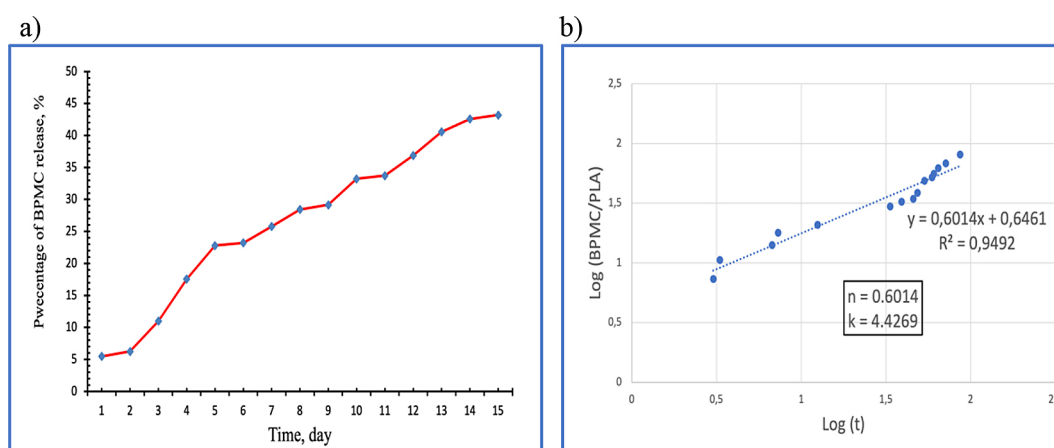 a)
Pwecentage of BPMC release, %
50
45
40
35
30
25
20
15
10
5
0
1 2 3 4 5 6 7 8 9 10 11 12 13 14 15
Time, day
b)
Log (BPMC/PLA)
2,5
2
1,5
1
0,5
0
y = 0,6014x + 0,6461
R² = 0,9492
n = 0.6014
k = 4.4269
0 0,5 1 1,5 2
Log (t)